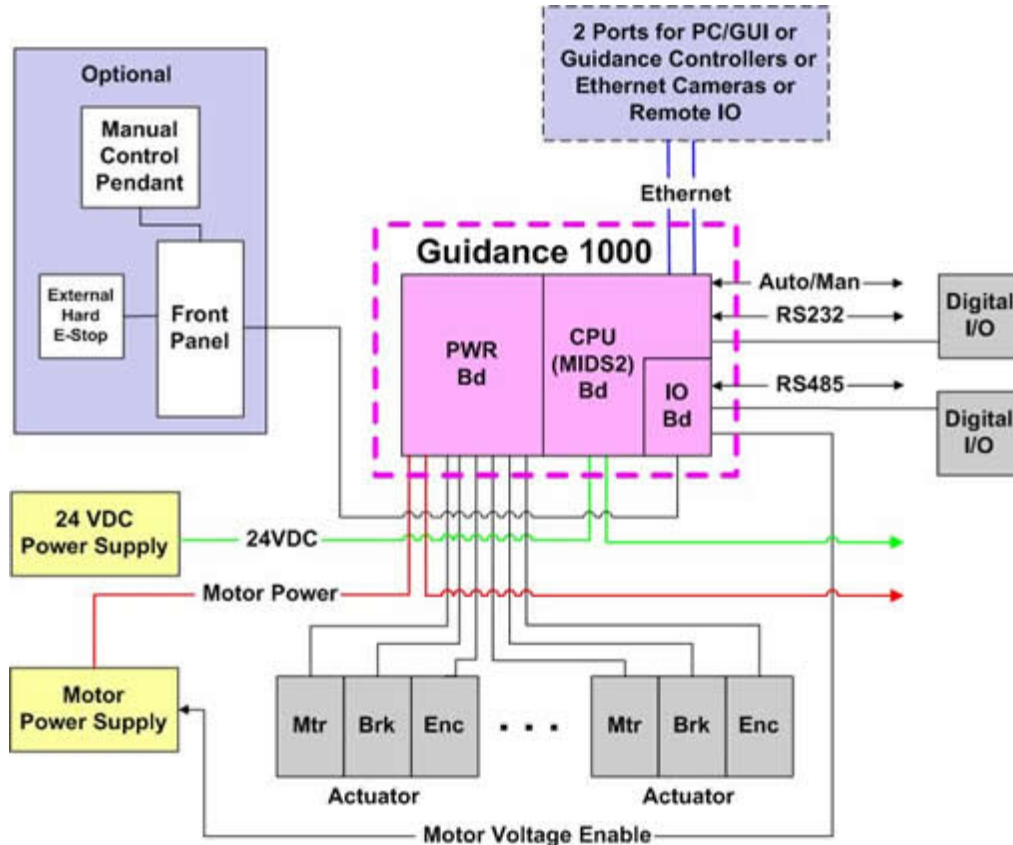 2 Ports for PC/GUI or
Guidance Controllers or
Ethernet Cameras or
Remote IO
Optional
Manual
Control
Pendant
External
Hard
E-Stop
Front
Panel
Ethernet
Guidance 1000
PWR
Bd
CPU
(MIDS2)
Bd
IO
Bd
Auto/Man
RS232
RS485
Digital
I/O
Digital
I/O
24 VDC
Power Supply
24VDC
Motor Power
Motor
Power Supply
Mtr
Brk
Enc
. . .
Mtr
Brk
Enc
Actuator
Actuator
Motor Voltage Enable